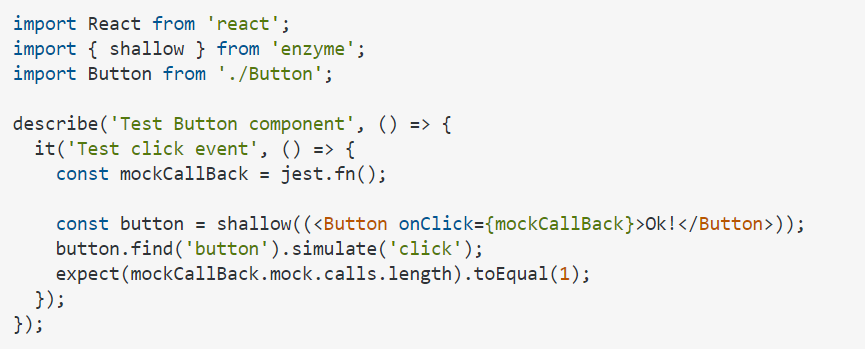 import React from 'react';
import { shallow } from 'enzyme';
import Button from './Button';

describe('Test Button component', () => {
  it('Test click event', () => {
    const mockCallBack = jest.fn();

    const button = shallow((<Button onClick={mockCallBack}>Ok!</Button>));
    button.find('button').simulate('click');
    expect(mockCallBack.mock.calls.length).toEqual(1);
  });
});